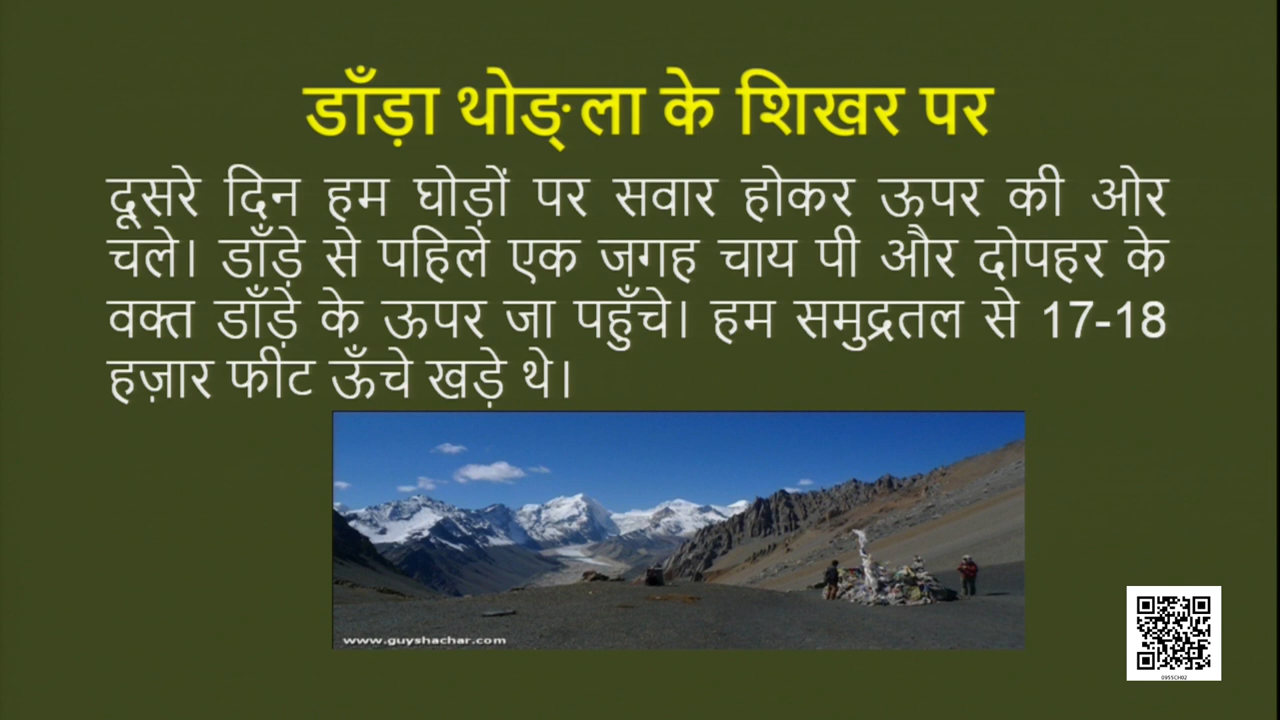 डाँड़ा थोङ्ला के शिखर पर
दूसरे दिन हम घोड़ों पर सवार होकर ऊपर की ओर
चले। डाँड़े से पहिले एक जगह चाय पी और दोपहर के
वक्त डाँड़े के ऊपर जा पहुँचे। हम समुद्रतल से 17-18
हज़ार फीट ऊँचे खड़े थे।
www.guyshachar.com
0955CH02